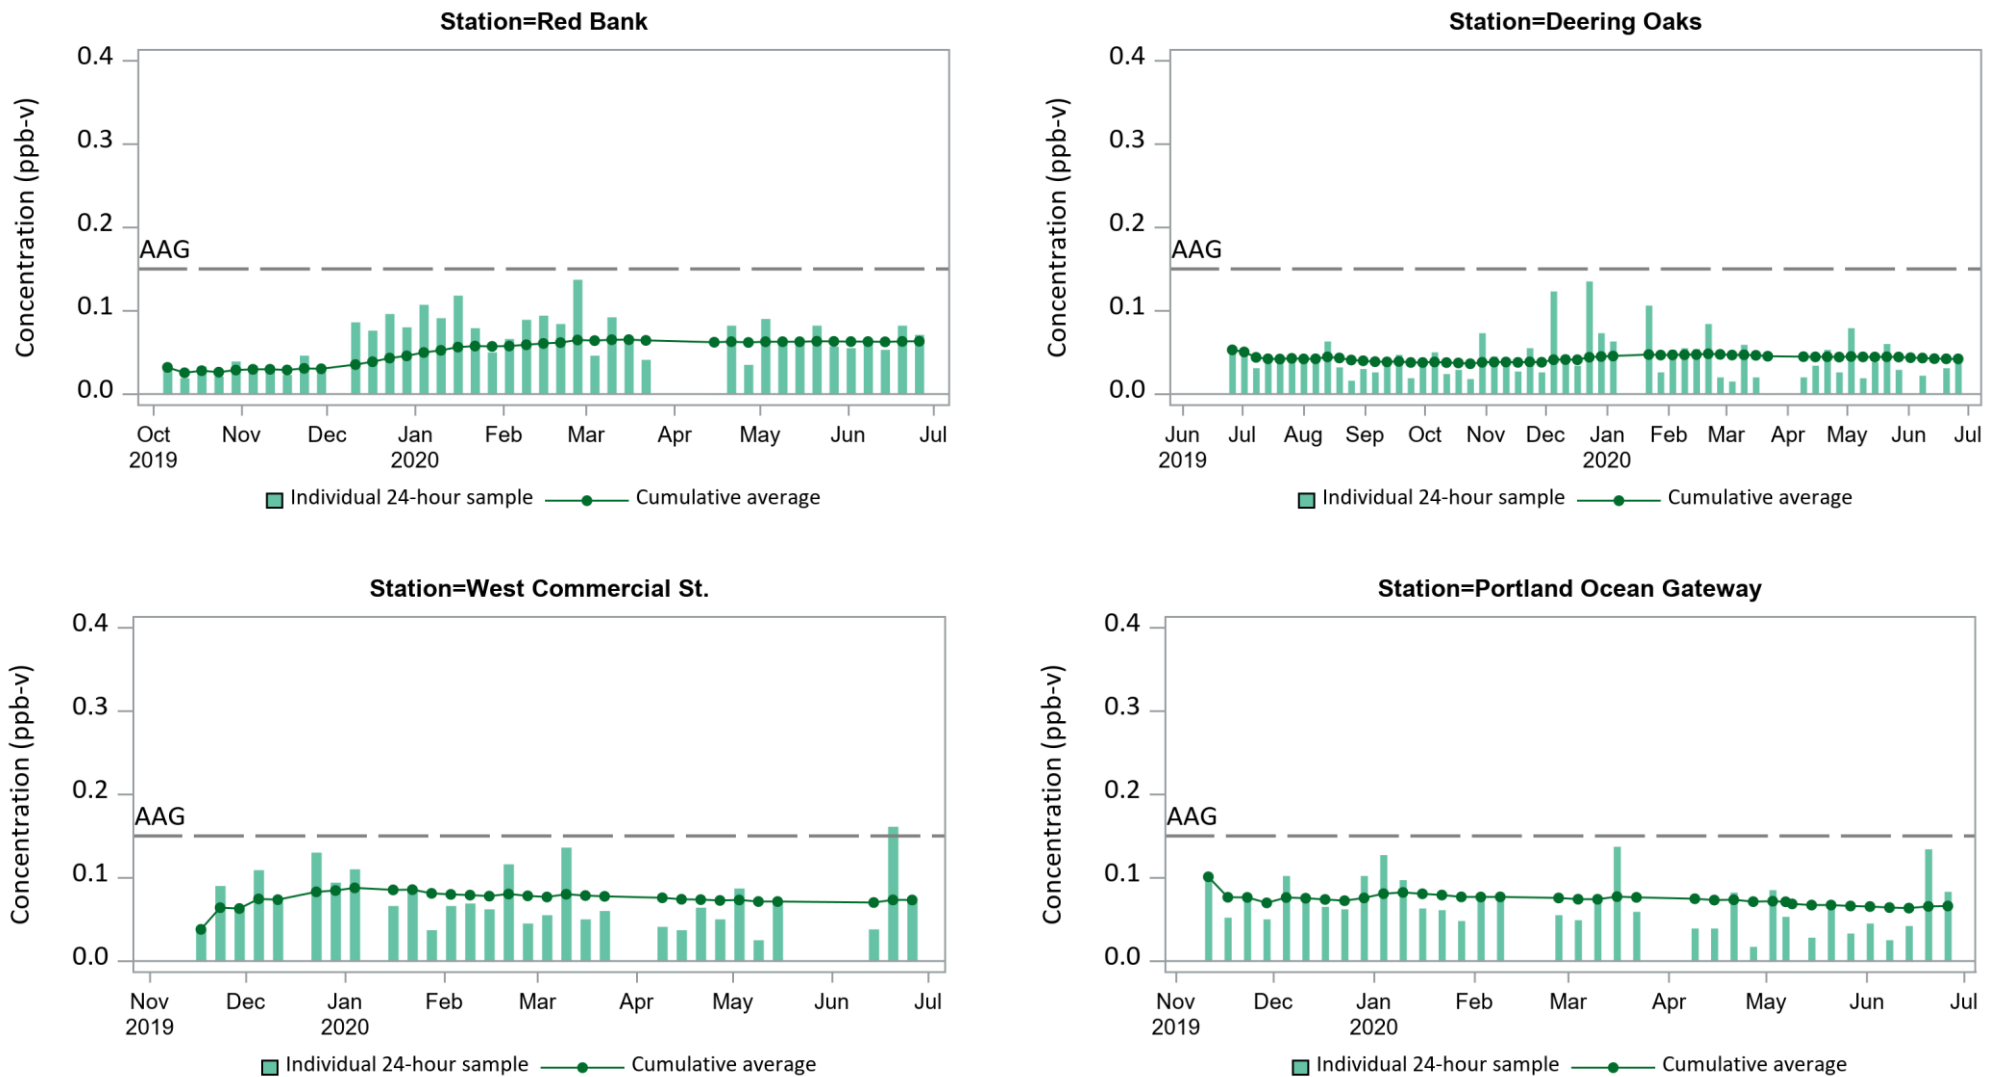 Station=Red Bank
Concentration (ppb-v)
0.4
0.3
0.2
0.1
0.0
AAG
Oct Nov Dec Jan Feb Mar Apr May Jun Jul
2019 2020
Individual 24-hour sample Cumulative average
Station=Deering Oaks
Concentration (ppb-v)
0.4
0.3
0.2
0.1
0.0
AAG
Jun Jul Aug Sep Oct Nov Dec Jan Feb Mar Apr May Jun Jul
2019 2020
Individual 24-hour sample Cumulative average
Station=West Commercial St.
Concentration (ppb-v)
0.4
0.3
0.2
0.1
0.0
AAG
Nov Dec Jan Feb Mar Apr May Jun Jul
2019 2020
Individual 24-hour sample Cumulative average
Station=Portland Ocean Gateway
Concentration (ppb-v)
0.4
0.3
0.2
0.1
0.0
AAG
Nov Dec Jan Feb Mar Apr May Jun Jul
2019 2020
Individual 24-hour sample Cumulative average